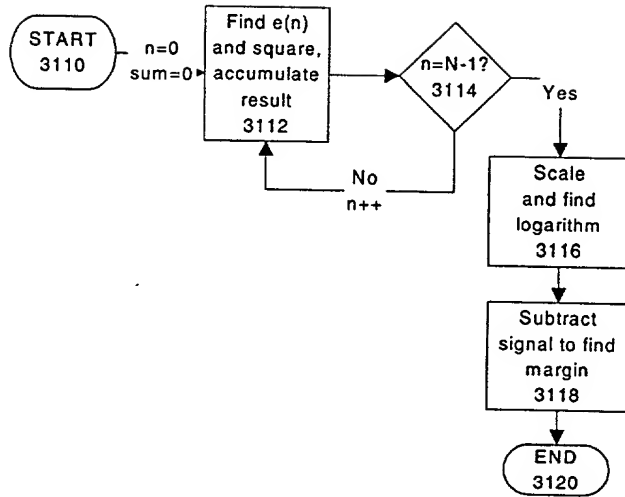 START
3110
n=0
sum=0
Find e(n)
and square,
accumulate
result
3112
n=N-1?
3114
Yes
No
n++
Scale
and find
logarithm
3116
Subtract
signal to find
margin
3118
END
3120